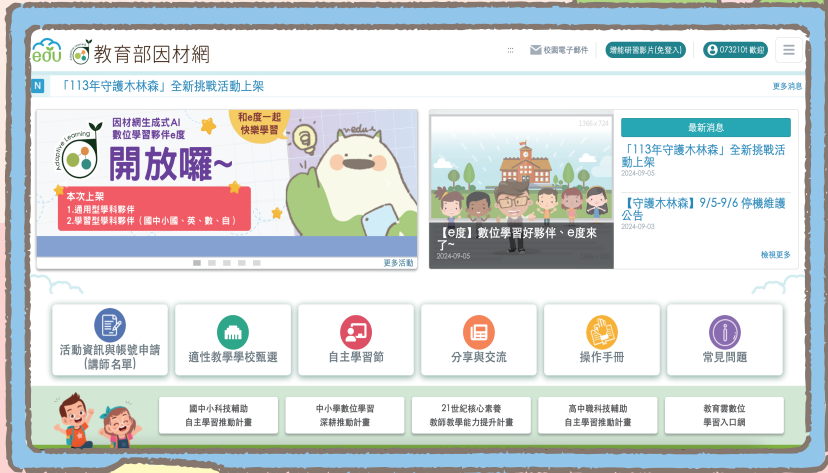 edu 教育部因材網
:::
校園電子郵件
增能研習影片(免登入)
073210t 歡迎
N 「113年守護木林森」全新挑戰活動上架
更多消息
Adaptive Learning
因材網生成式AI
數位學習夥伴e度
開放囉~
和e度一起
快樂學習
nedu
本次上架
1.通用型學科夥伴
2.學習型學科夥伴（國中小國、英、數、自）
更多活動
1366 x 724
【e度】數位學習好夥伴、e度來
了~
2024-09-05
最新消息
「113年守護木林森」全新挑戰活
動上架
2024-09-05
【守護木林森】9/5-9/6 停機維護
公告
2024-09-03
檢視更多
活動資訊與帳號申請
(講師名單)
適性教學學校甄選
自主學習節
分享與交流
操作手冊
常見問題
國中小科技輔助
自主學習推動計畫
中小學數位學習
深耕推動計畫
21世紀核心素養
教師教學能力提升計畫
高中職科技輔助
自主學習推動計畫
教育雲數位
學習入口網